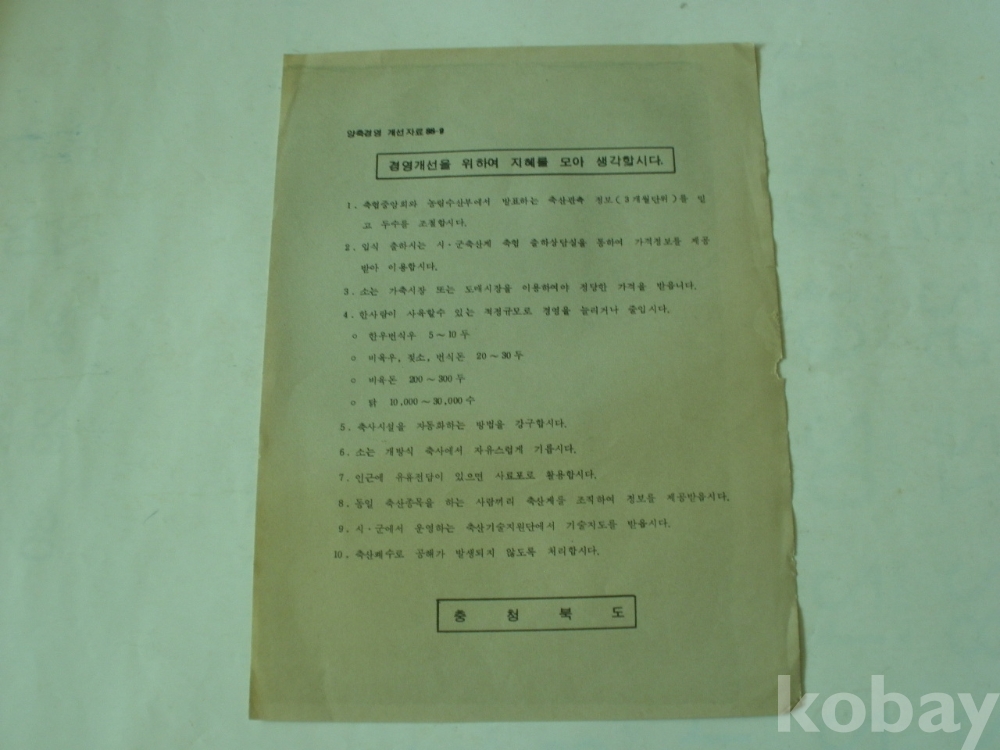 양축경영 개선자료 88-9
경영개선을 위하여 지혜를 모아 생각합시다.
1. 축협중앙회와 농림수산부에서 발표하는 축산관측 정보(3개월단위)를 믿
고 두수를 조절합시다.
2. 입식 출하시는 시·군축산계 축협 출하상담실을 통하여 가격정보를 제공
받아 이용합시다.
3. 소는 가축시장 또는 도매시장을 이용하여야 정당한 가격을 받읍니다.
4. 한사람이 사육할수 있는 적정규모로 경영을 늘리거나 줄입시다.
○ 한우번식우 5~10두
○ 비육우, 젖소, 번식돈 20~30두
○ 비육돈 200~300두
○ 닭 10,000~30,000수
5. 축사시설을 자동화하는 방법을 강구합시다.
6. 소는 개방식 축사에서 자유스럽게 기릅시다.
7. 인근에 유휴전답이 있으면 사료포로 활용합시다.
8. 동일 축산종목을 하는 사람끼리 축산계를 조직하여 정보를 제공받읍시다.
9. 시·군에서 운영하는 축산기술지원단에서 기술지도를 받읍시다.
10. 축산폐수로 공해가 발생되지 않도록 처리합시다.
충청북도
kobay